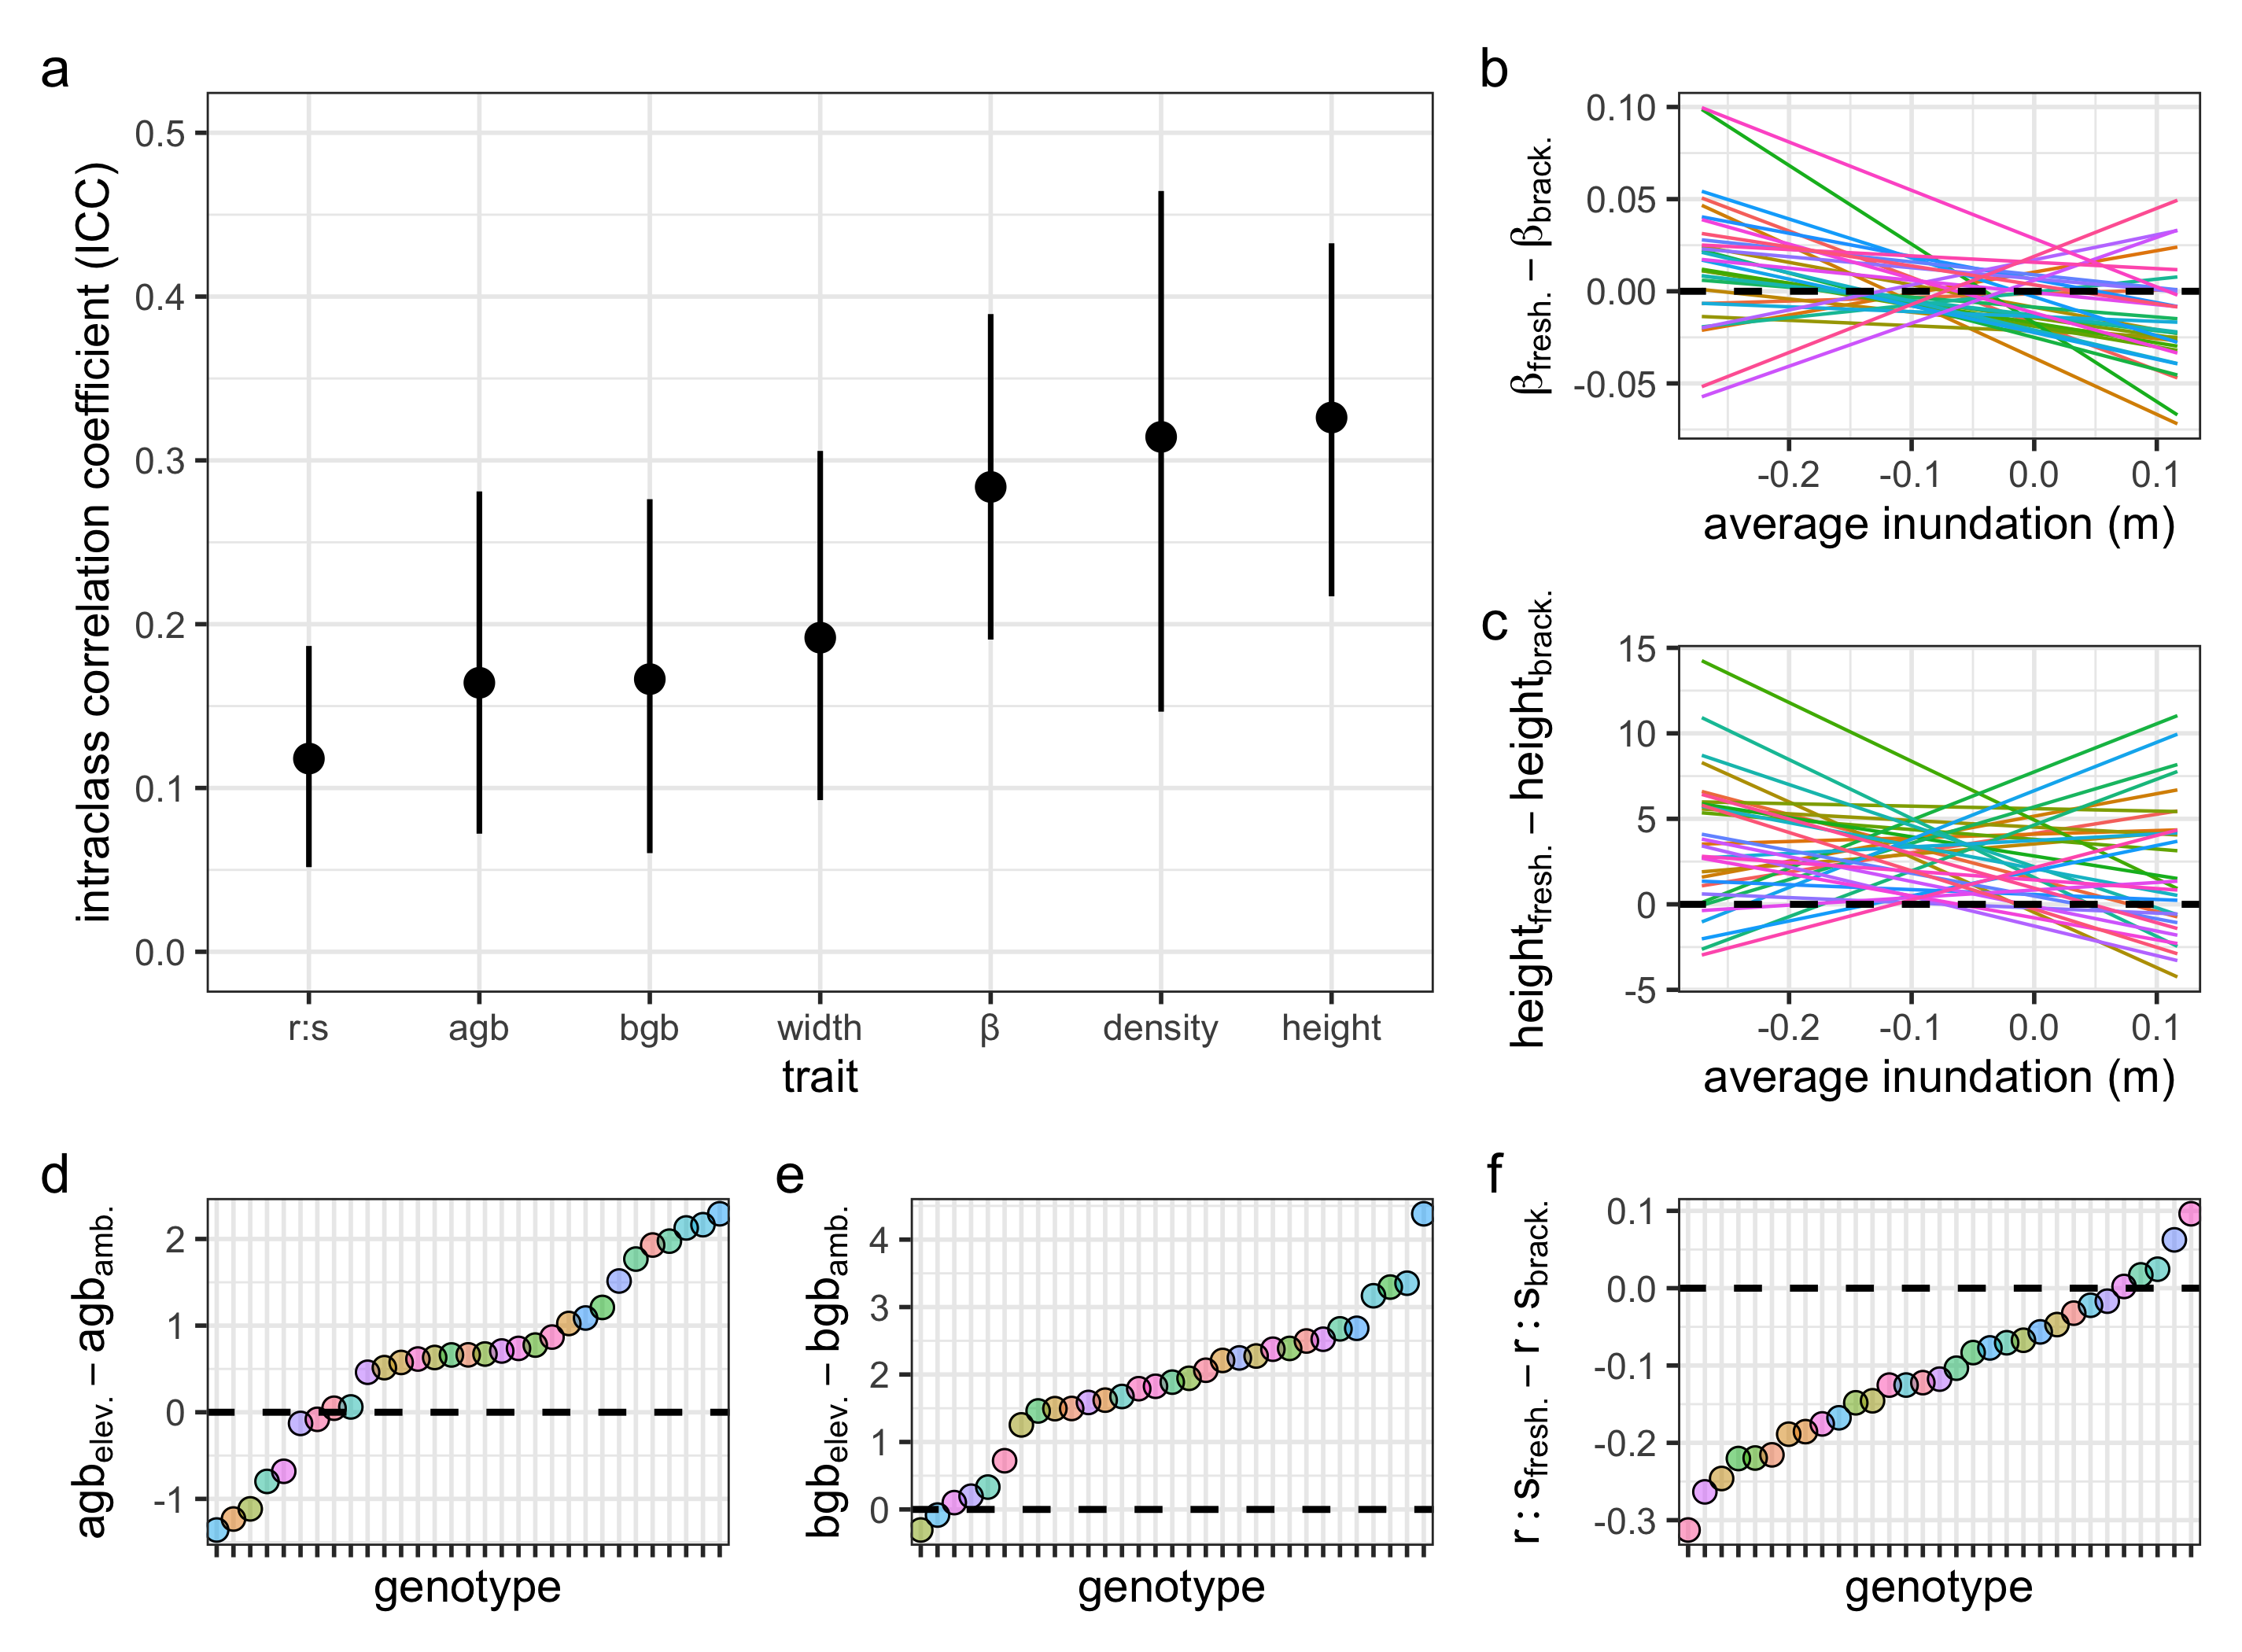 a
0.5
0.4
0.3
0.2
0.1
0.0
intraclass correlation coefficient (ICC)
r:s agb bgb width β density height
trait
b
0.10
0.05
0.00
-0.05
βfresh. − βbrack.
-0.2 -0.1 0.0 0.1
average inundation (m)
c
15
10
5
0
-5
heightfresh. − heightbrack.
-0.2 -0.1 0.0 0.1
average inundation (m)
d
2
1
0
-1
agbelev. − agbamb.
genotype
e
4
3
2
1
0
bgbelev. − bgbamb.
genotype
f
0.1
0.0
-0.1
-0.2
-0.3
r : sfresh. − r : sbrack.
genotype